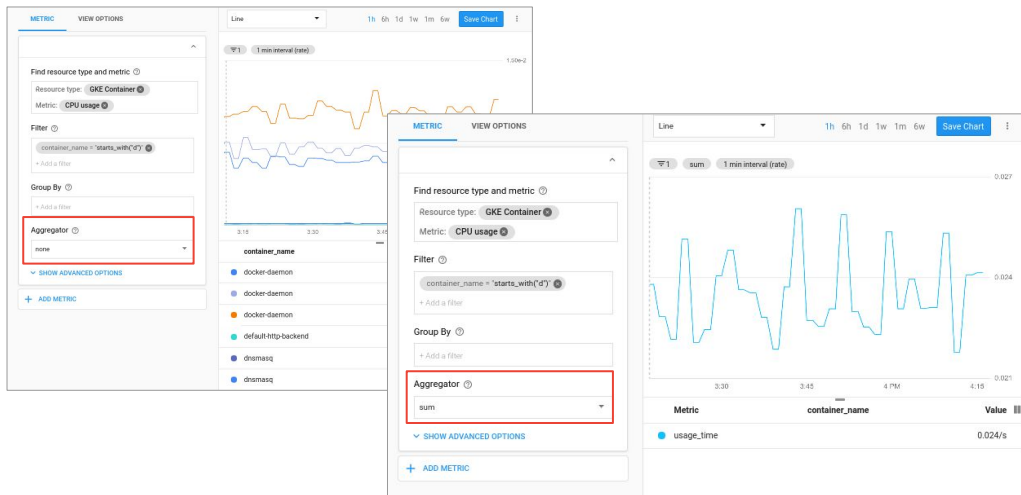 METRIC VIEW OPTIONS
Line 1h 6h 1d 1w 1m 6w Save Chart
1 1 min interval (rate)
1.50e-2
Find resource type and metric
Resource type: GKE Container
Metric: CPU usage
Filter
container_name = "starts_with("d")"
+ Add a filter
Group By
+ Add a filter
Aggregator
none
SHOW ADVANCED OPTIONS
+ ADD METRIC
3:15 3:30 3:45
container_name
docker-daemon
docker-daemon
docker-daemon
default-http-backend
dnsmasq
dnsmasq
METRIC VIEW OPTIONS
Line 1h 6h 1d 1w 1m 6w Save Chart
1 sum 1 min interval (rate)
Find resource type and metric
Resource type: GKE Container
Metric: CPU usage
Filter
container_name = "starts_with("d")"
+ Add a filter
Group By
+ Add a filter
Aggregator
sum
SHOW ADVANCED OPTIONS
+ ADD METRIC
0.027
0.024
0.021
3:30 3:45 4 PM 4:15
Metric container_name Value
usage_time 0.024/s